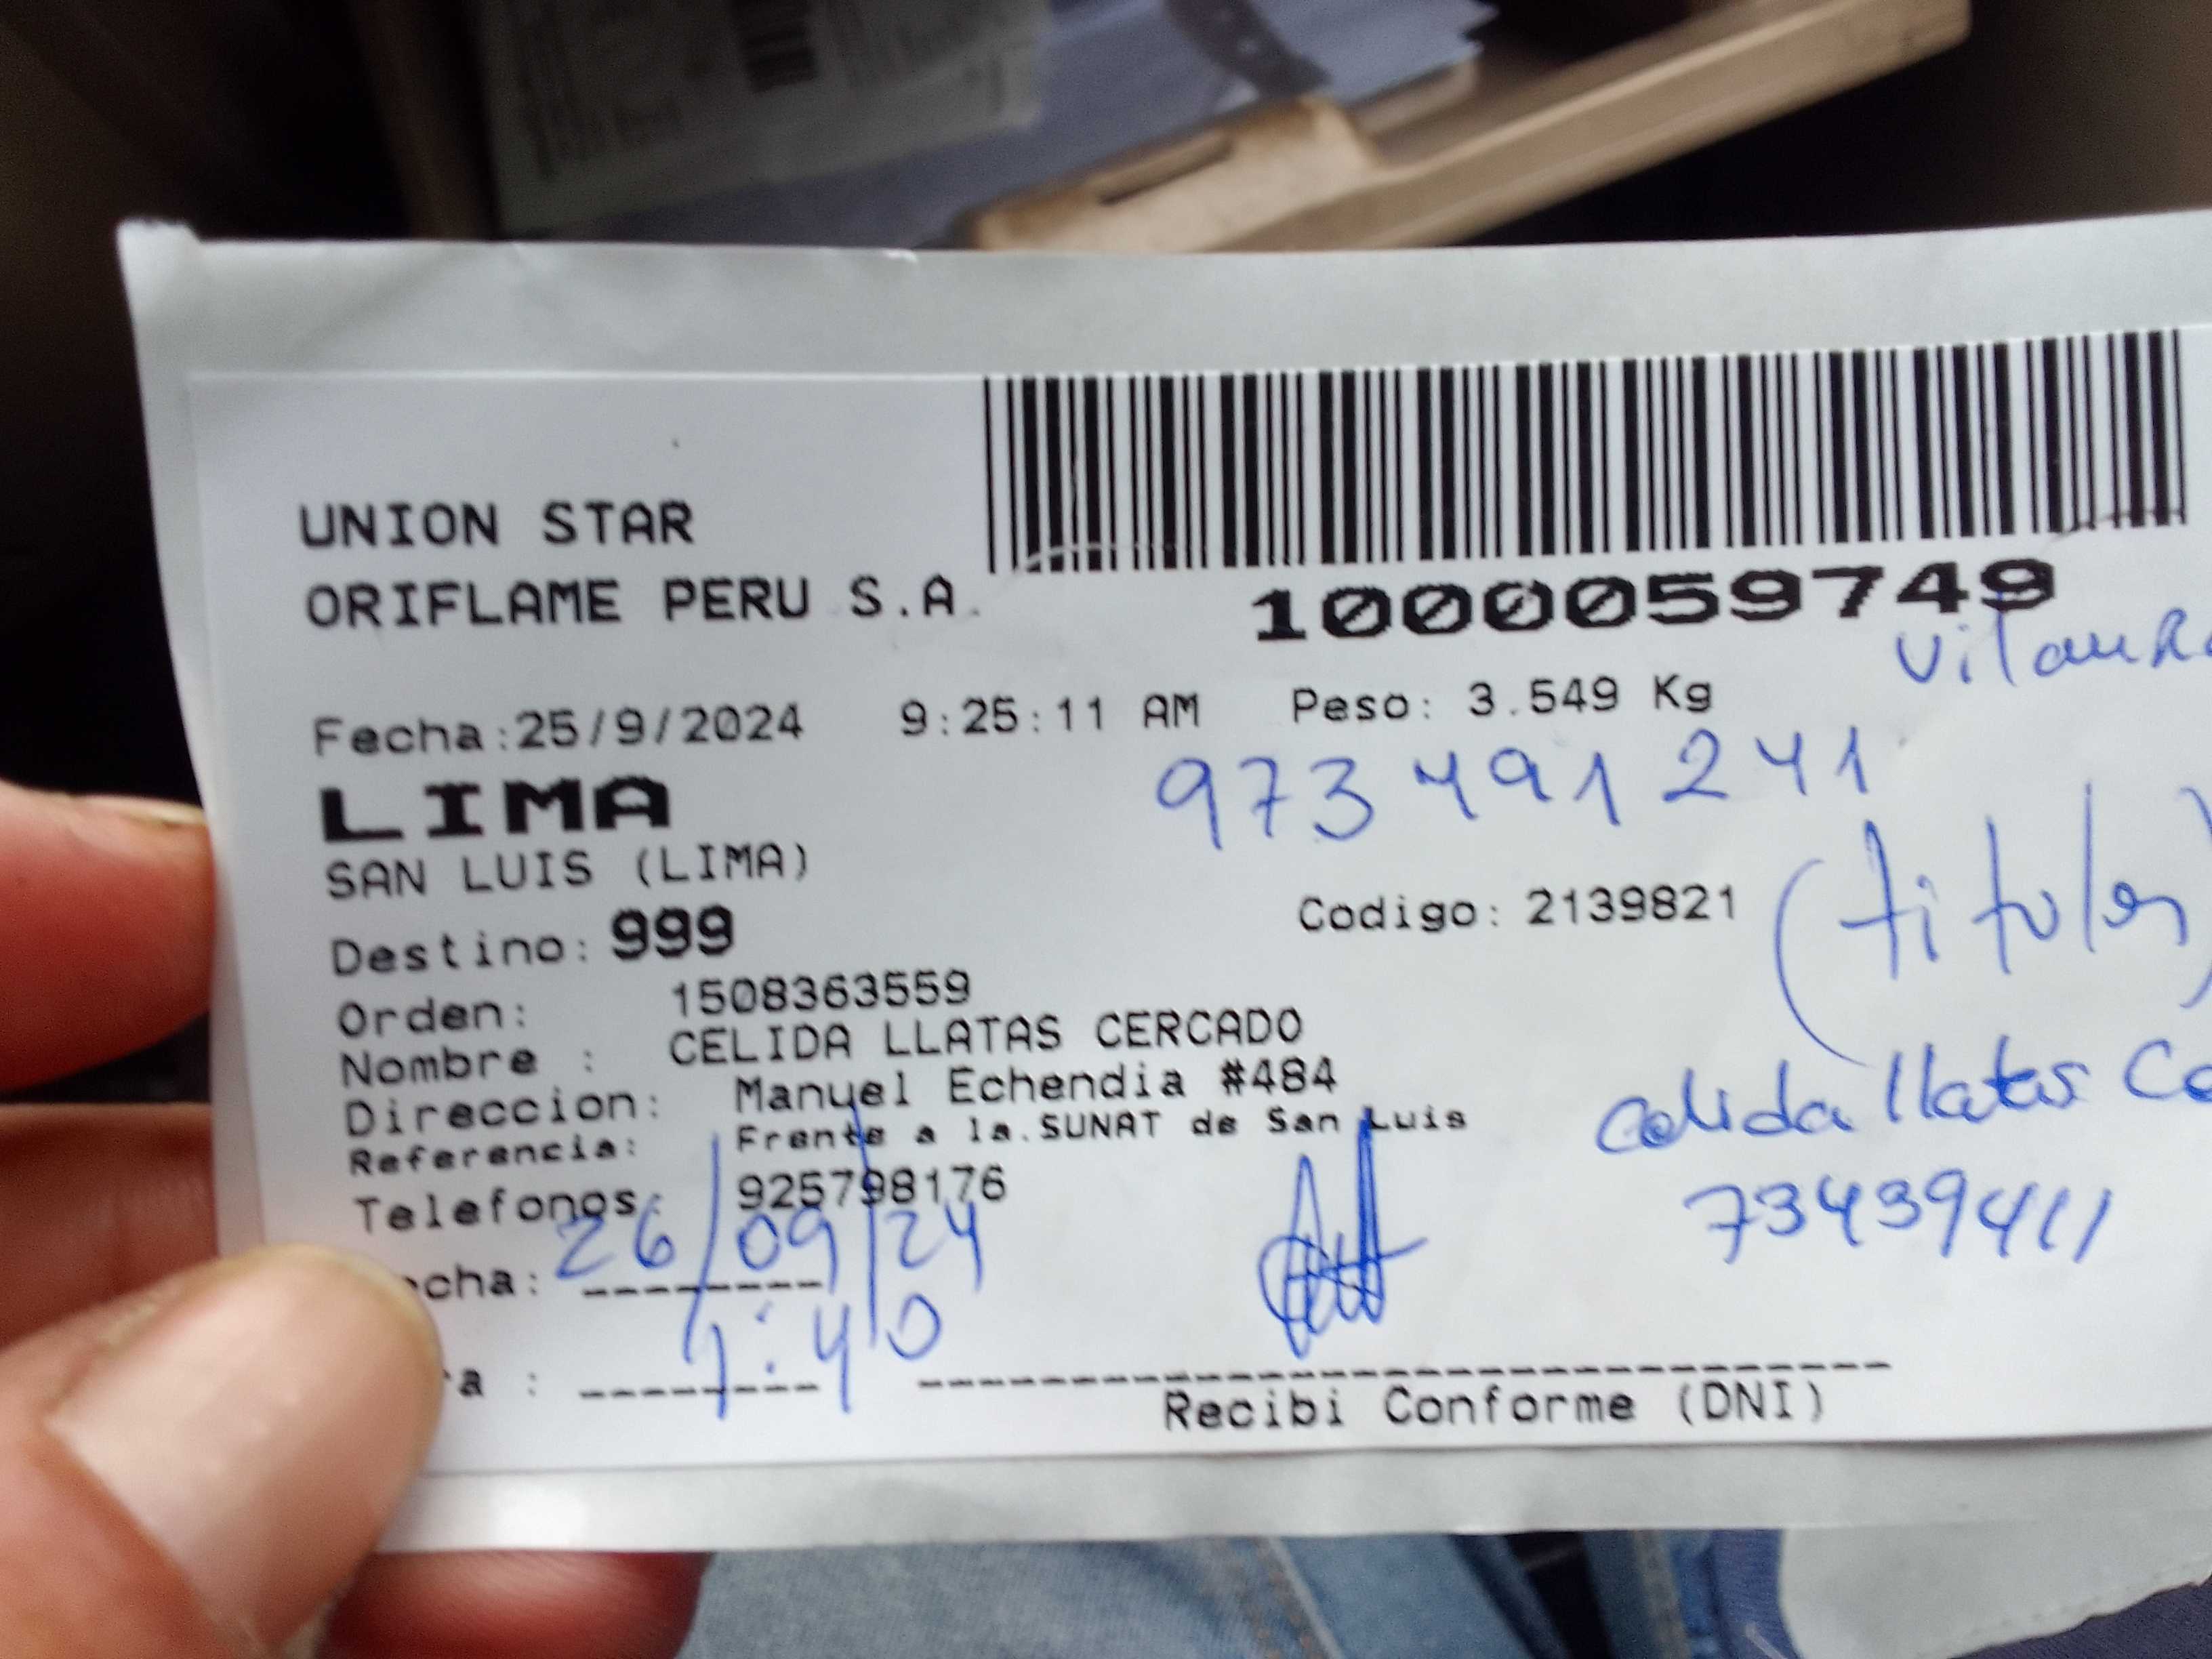 UNION STAR
ORIFLAME PERU S.A.
1000059749
Fecha:25/9/2024 9:25:11 AM Peso: 3.549 Kg
973491241
LIMA
SAN LUIS (LIMA)
Destino: 999 Codigo: 2139821
(titular)
Orden: 1508363559
Nombre : CELIDA LLATAS CERCADO
Direccion: Manuel Echendia #484
Referencia: Frente a la.SUNAT de San Luis
Celida llatas Ce
Telefonos: 925798176
73439411
cha: 26/09/24
a : 1:40
Recibi Conforme (DNI)